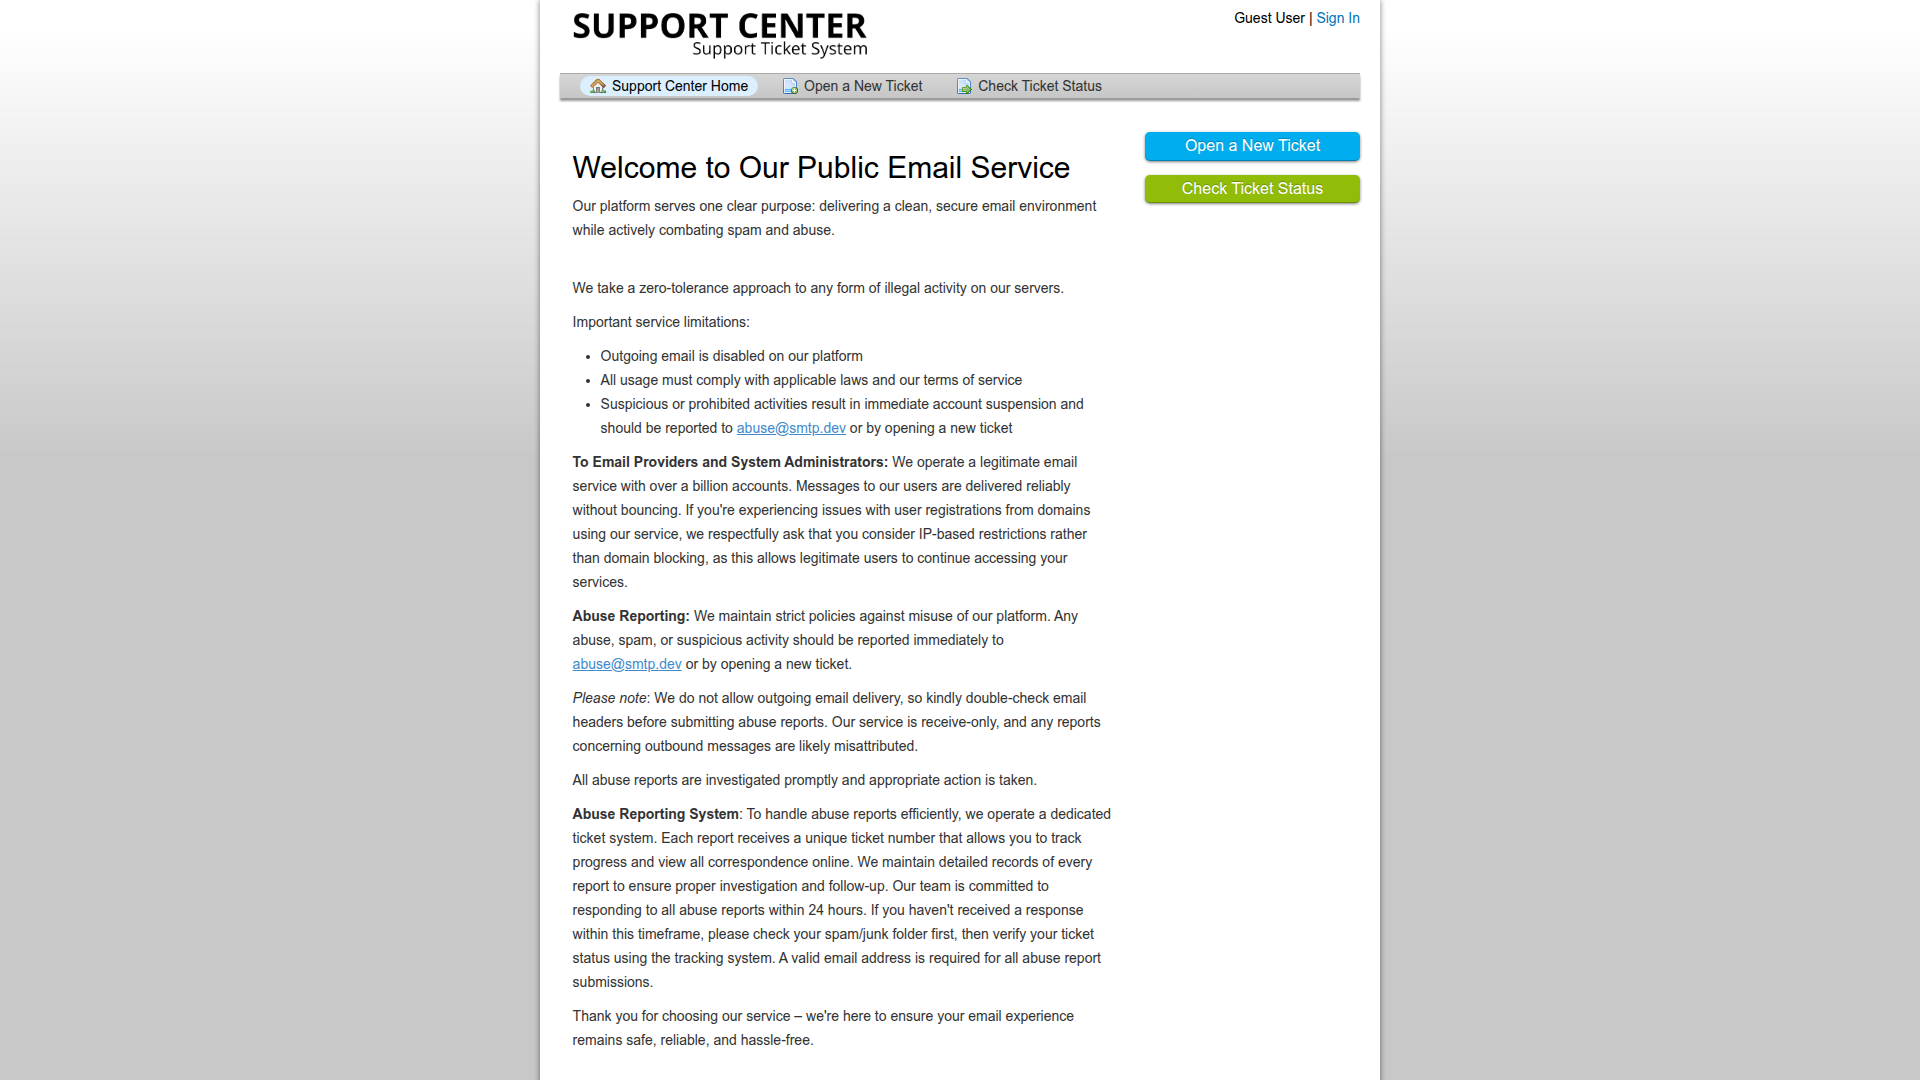 SUPPORT CENTER
Support Ticket System
Guest User | Sign In
Support Center Home
Open a New Ticket
Check Ticket Status
Open a New Ticket
Check Ticket Status
Welcome to Our Public Email Service
Our platform serves one clear purpose: delivering a clean, secure email environment
while actively combating spam and abuse.
We take a zero-tolerance approach to any form of illegal activity on our servers.
Important service limitations:
• Outgoing email is disabled on our platform
• All usage must comply with applicable laws and our terms of service
• Suspicious or prohibited activities result in immediate account suspension and
should be reported to abuse@smtp.dev or by opening a new ticket
To Email Providers and System Administrators: We operate a legitimate email
service with over a billion accounts. Messages to our users are delivered reliably
without bouncing. If you're experiencing issues with user registrations from domains
using our service, we respectfully ask that you consider IP-based restrictions rather
than domain blocking, as this allows legitimate users to continue accessing your
services.
Abuse Reporting: We maintain strict policies against misuse of our platform. Any
abuse, spam, or suspicious activity should be reported immediately to
abuse@smtp.dev or by opening a new ticket.
Please note: We do not allow outgoing email delivery, so kindly double-check email
headers before submitting abuse reports. Our service is receive-only, and any reports
concerning outbound messages are likely misattributed.
All abuse reports are investigated promptly and appropriate action is taken.
Abuse Reporting System: To handle abuse reports efficiently, we operate a dedicated
ticket system. Each report receives a unique ticket number that allows you to track
progress and view all correspondence online. We maintain detailed records of every
report to ensure proper investigation and follow-up. Our team is committed to
responding to all abuse reports within 24 hours. If you haven't received a response
within this timeframe, please check your spam/junk folder first, then verify your ticket
status using the tracking system. A valid email address is required for all abuse report
submissions.
Thank you for choosing our service – we're here to ensure your email experience
remains safe, reliable, and hassle-free.